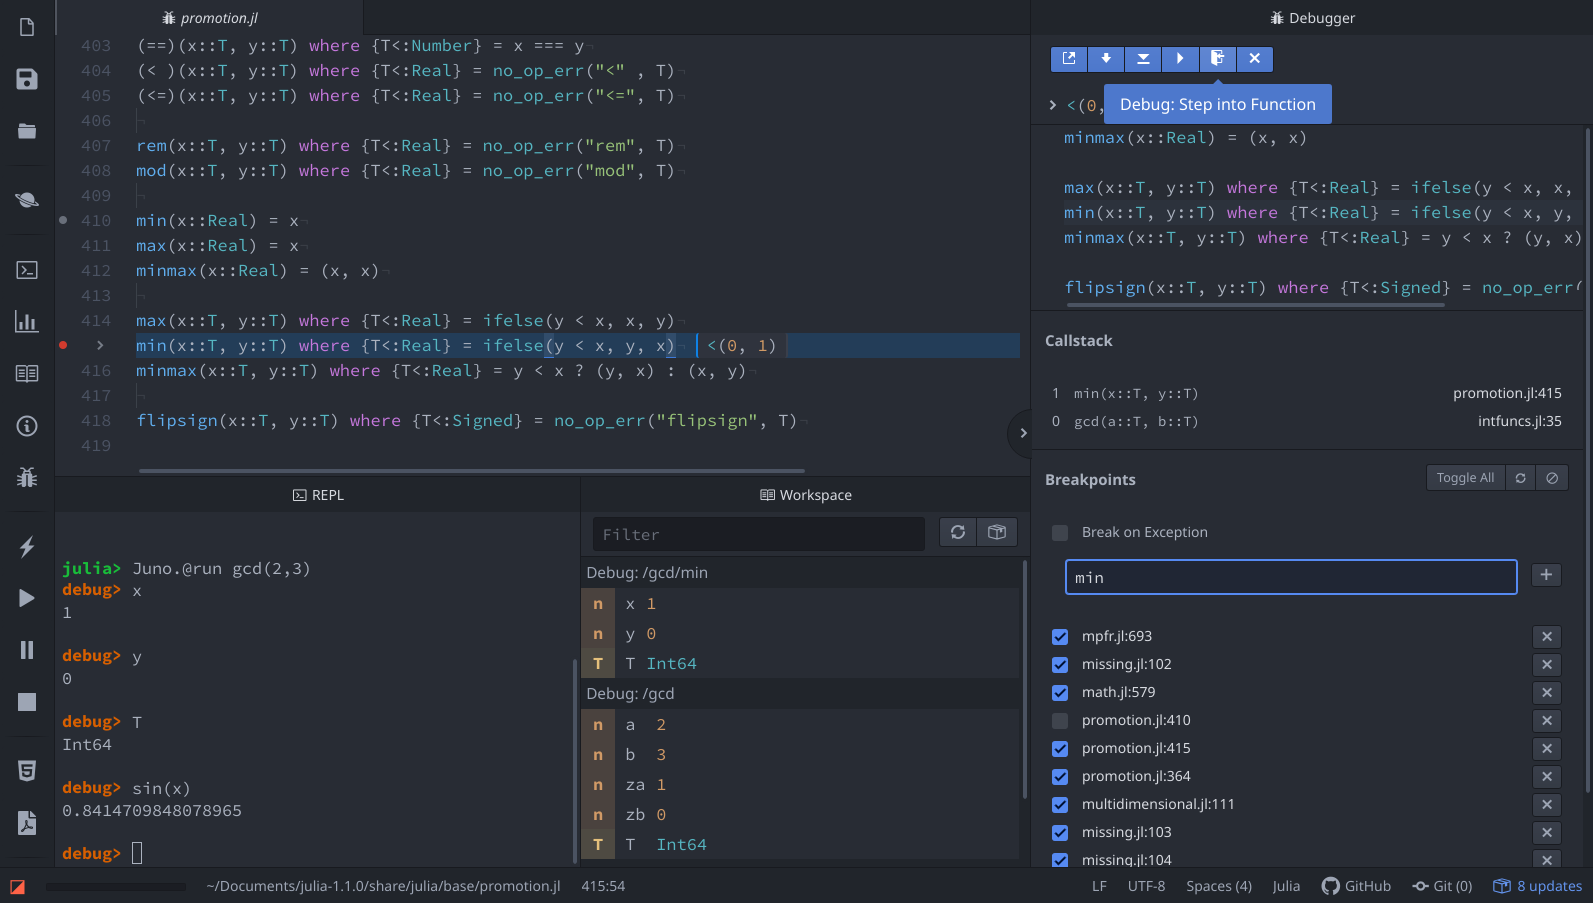 promotion.jl
403 (==)(x::T, y::T) where {T<:Number} = x === y¬
404 (< )(x::T, y::T) where {T<:Real} = no_op_err("<" , T)¬
405 (<=)(x::T, y::T) where {T<:Real} = no_op_err("<=", T)¬
406 ¬
407 rem(x::T, y::T) where {T<:Real} = no_op_err("rem", T)¬
408 mod(x::T, y::T) where {T<:Real} = no_op_err("mod", T)¬
409 ¬
410 min(x::Real) = x¬
411 max(x::Real) = x¬
412 minmax(x::Real) = (x, x)¬
413 ¬
414 max(x::T, y::T) where {T<:Real} = ifelse(y < x, x, y)¬
min(x::T, y::T) where {T<:Real} = ifelse(y < x, y, x)¬ <(0, 1)
416 minmax(x::T, y::T) where {T<:Real} = y < x ? (y, x) : (x, y)¬
417 ¬
418 flipsign(x::T, y::T) where {T<:Signed} = no_op_err("flipsign", T)¬
419
REPL
julia> Juno.@run gcd(2,3)
debug> x
1
debug> y
0
debug> T
Int64
debug> sin(x)
0.8414709848078965
debug>
Workspace
Filter
Debug: /gcd/min
n x 1
n y 0
T T Int64
Debug: /gcd
n a 2
n b 3
n za 1
n zb 0
T T Int64
Debugger
<(0,
Debug: Step into Function
minmax(x::Real) = (x, x)
max(x::T, y::T) where {T<:Real} = ifelse(y < x, x,
min(x::T, y::T) where {T<:Real} = ifelse(y < x, y,
minmax(x::T, y::T) where {T<:Real} = y < x ? (y, x)
flipsign(x::T, y::T) where {T<:Signed} = no_op_err(
Callstack
1 min(x::T, y::T) promotion.jl:415
0 gcd(a::T, b::T) intfuncs.jl:35
Breakpoints
Toggle All
Break on Exception
min
mpfr.jl:693
missing.jl:102
math.jl:579
promotion.jl:410
promotion.jl:415
promotion.jl:364
multidimensional.jl:111
missing.jl:103
missing.jl:104
~/Documents/julia-1.1.0/share/julia/base/promotion.jl 415:54
LF UTF-8 Spaces (4) Julia GitHub Git (0) 8 updates